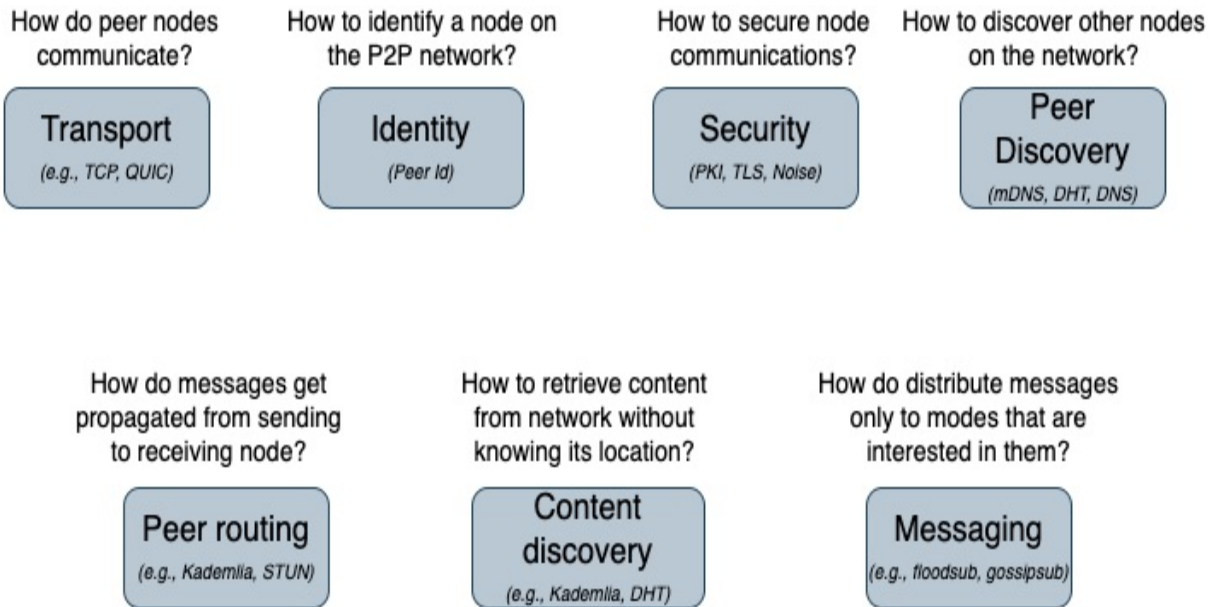 How do peer nodes
communicate?
How to identify a node on
the P2P network?
How to secure node
communications?
How to discover other nodes
on the network?
Transport
(e.g., TCP, QUIC)
Identity
(Peer Id)
Security
(PKI, TLS, Noise)
Peer
Discovery
(mDNS, DHT, DNS)
How do messages get
propagated from sending
to receiving node?
How to retrieve content
from network without
knowing its location?
How do distribute messages
only to modes that are
interested in them?
Peer routing
(e.g., Kademlia, STUN)
Content
discovery
(e.g., Kademlia, DHT)
Messaging
(e.g., floodsub, gossipsub)